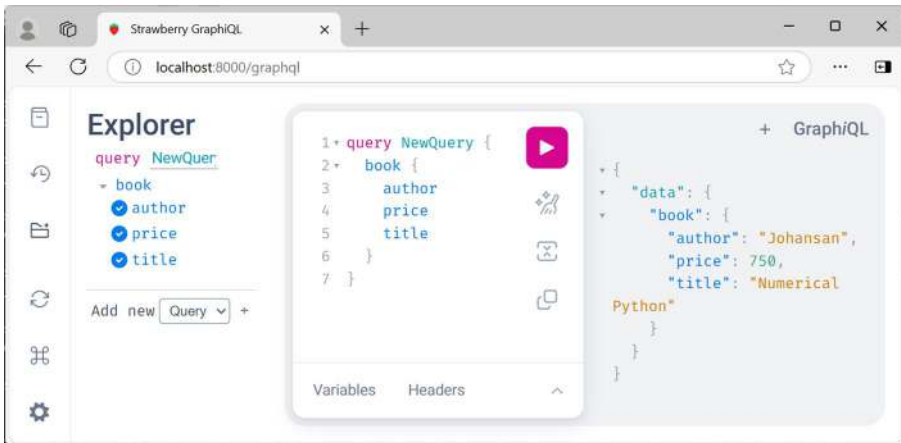 Strawberry GraphiQL
localhost:8000/graphql
Explorer
query NewQuer
book
author
price
title
Add new Query +
1 query NewQuery {
2 book {
3 author
4 price
5 title
6 }
7 }
Variables Headers
+ GraphiQL
{
"data": {
"book": {
"author": "Johansan",
"price": 750,
"title": "Numerical
Python"
}
}
}